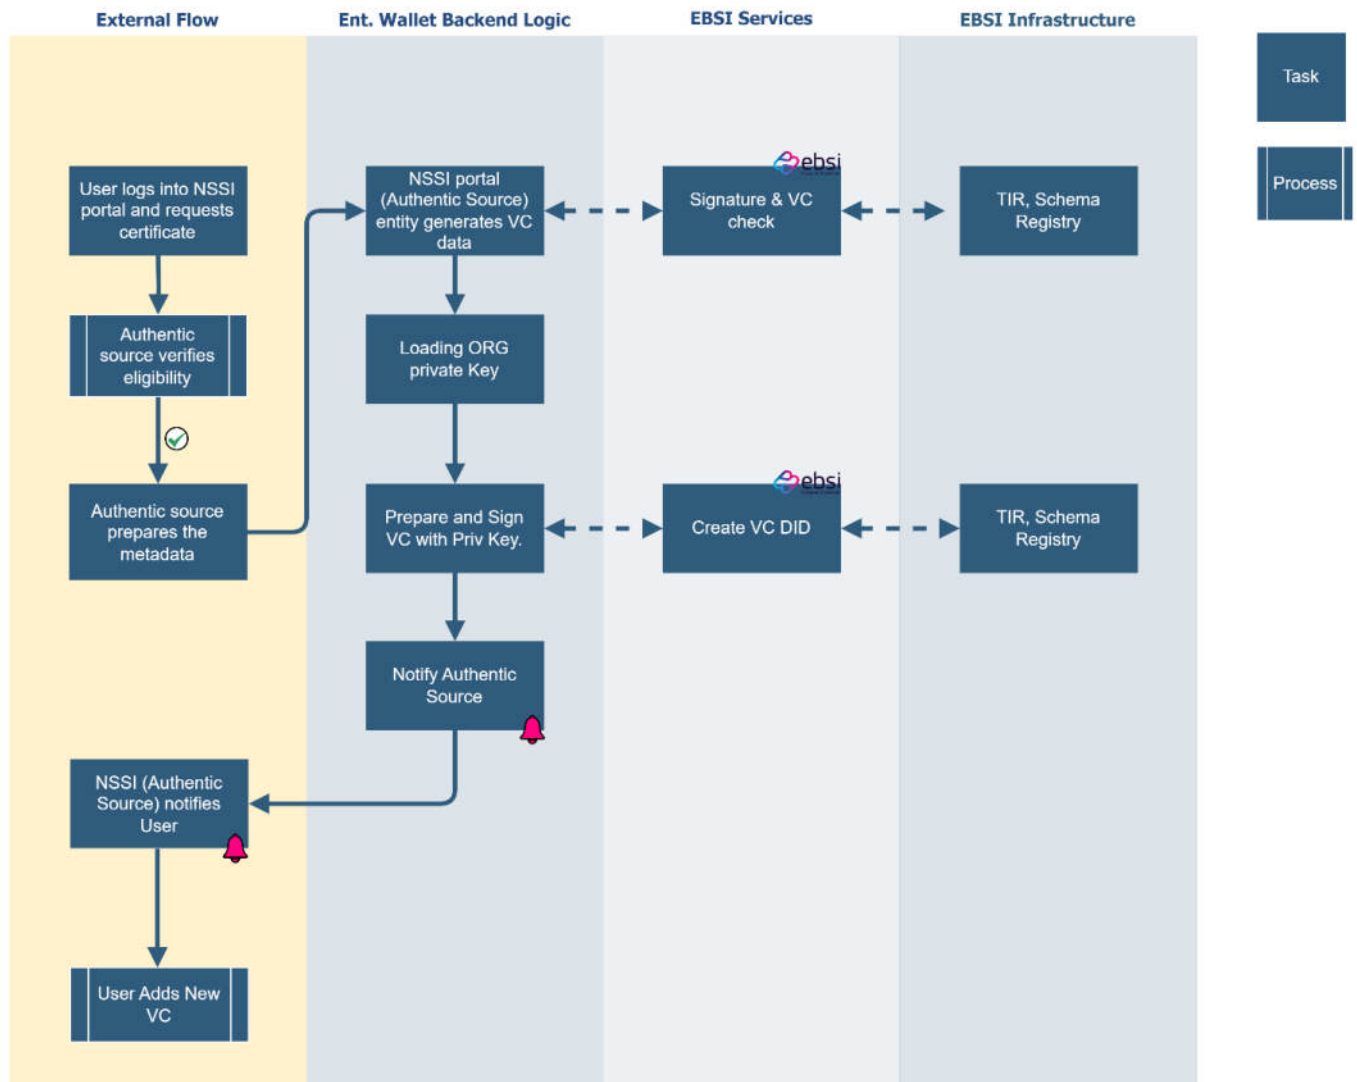 External Flow
Ent. Wallet Backend Logic
EBSI Services
EBSI Infrastructure
Task
Process
User logs into NSSI
portal and requests
certificate
NSSI portal
(Authentic Source)
entity generates VC
data
ebsi
Signature & VC
check
TIR, Schema
Registry
Authentic
source verifies
eligibility
Loading ORG
private Key
Authentic source
prepares the
metadata
Prepare and Sign
VC with Priv Key.
ebsi
Create VC DID
TIR, Schema
Registry
Notify Authentic
Source
NSSI (Authentic
Source) notifies
User
User Adds New
VC